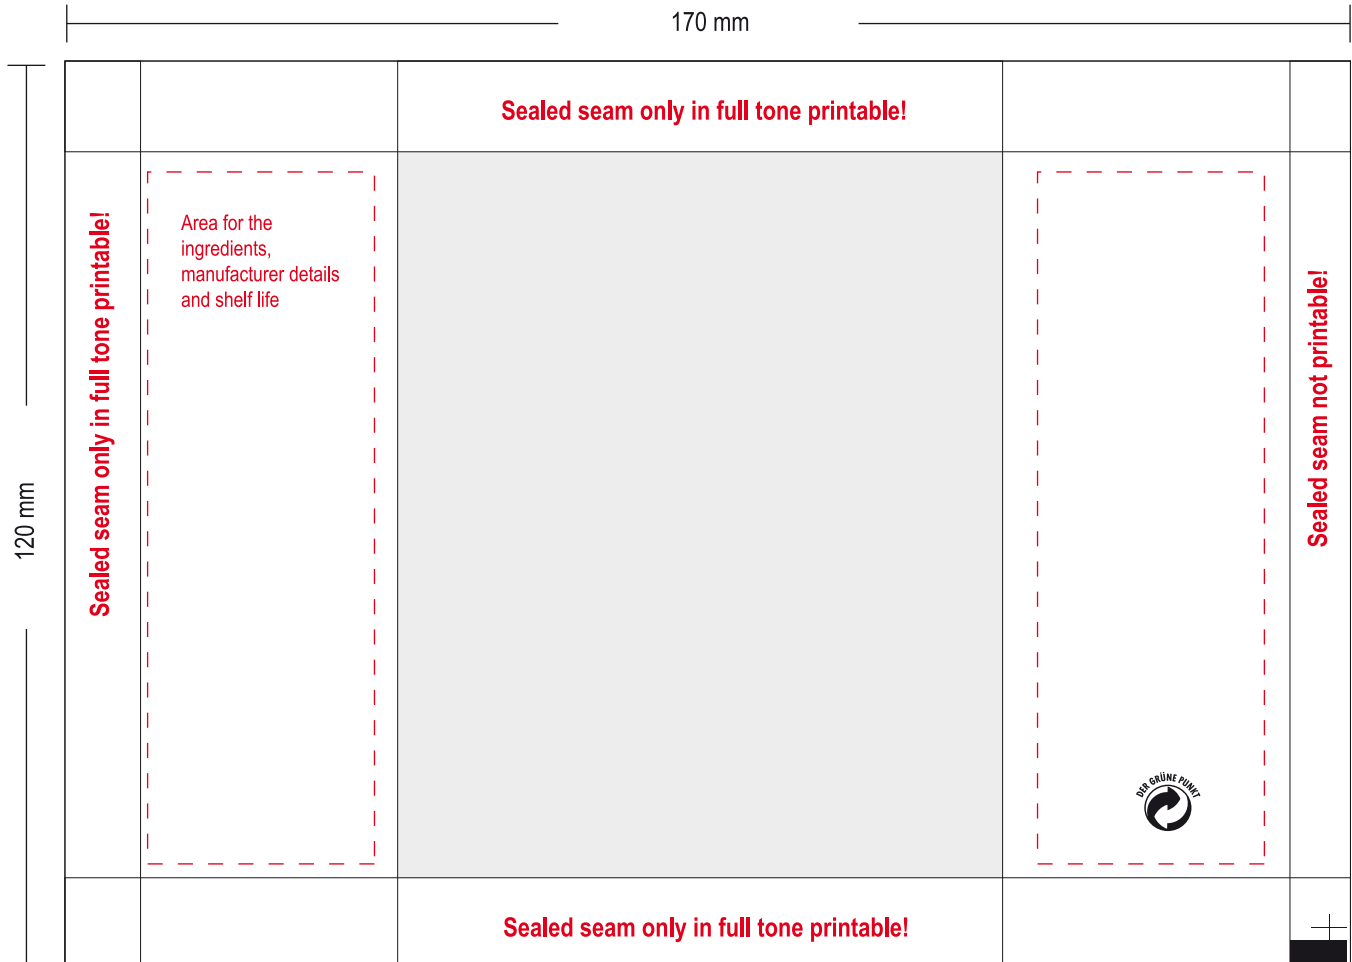 170 mm
Sealed seam only in full tone printable!
Sealed seam only in full tone printable!
Area for the
ingredients,
manufacturer details
and shelf life
Sealed seam not printable!
120 mm
DER GRÜNE PUNKT
Sealed seam only in full tone printable!